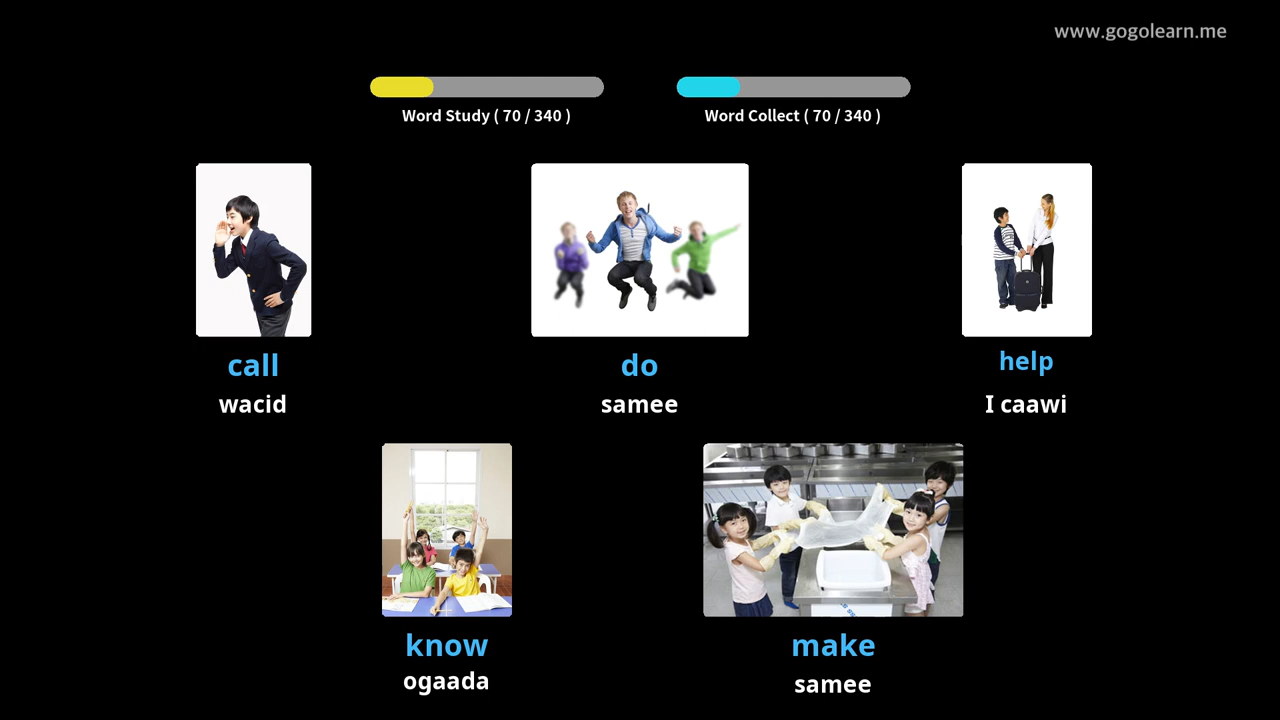 www.gogolearn.me
Word Study ( 70 / 340 )
Word Collect ( 70 / 340 )
call
wacid
do
samee
help
I caawi
know
ogaada
make
samee